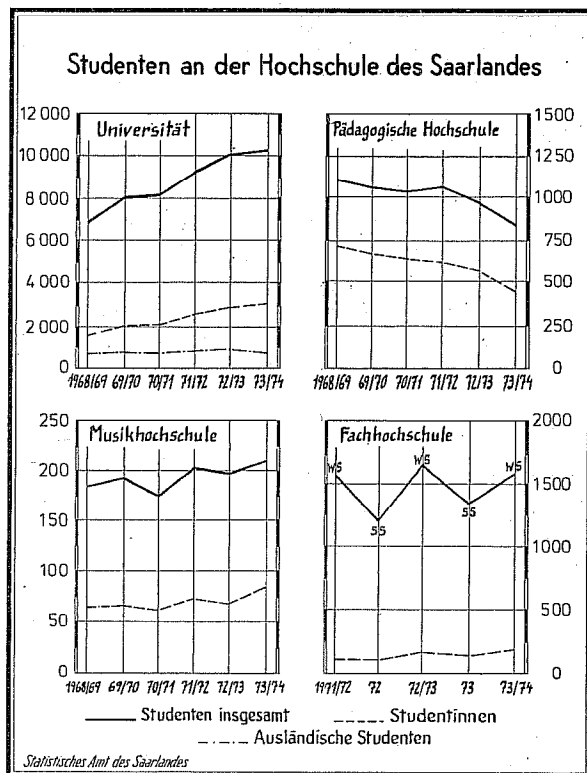 Studenten an der Hochschule des Saarlandes
Universität
12 000
10 000
8 000
6 000
4 000
2 000
0
1968/69 69/70 70/71 71/72 72/73 73/74
Pädagogische Hochschule
1500
1250
1000
750
500
250
0
1968/69 69/70 70/71 71/72 72/73 73/74
Musikhochschule
250
200
150
100
50
0
1968/69 69/70 70/71 71/72 72/73 73/74
Fachhochschule
2000
1500
1000
500
0
WS SS WS SS WS
1971/72 72 72/73 73 73/74
Studenten insgesamt Studentinnen
Ausländische Studenten
Statistisches Amt des Saarlandes